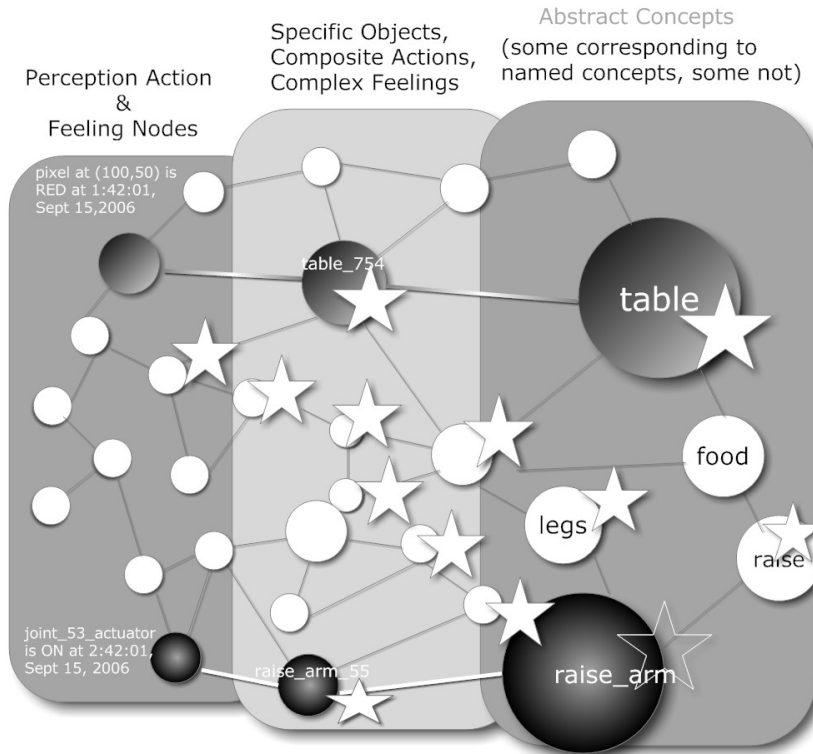 Abstract Concepts
(some corresponding to
named concepts, some not)
Specific Objects,
Composite Actions,
Complex Feelings
Perception Action
&
Feeling Nodes
pixel at (100,50) is
RED at 1:42:01,
Sept 15,2006
table_754
table
food
legs
raise
joint_53_actuator
is ON at 2:42:01,
Sept 15, 2006
raise_arm_55
raise_arm